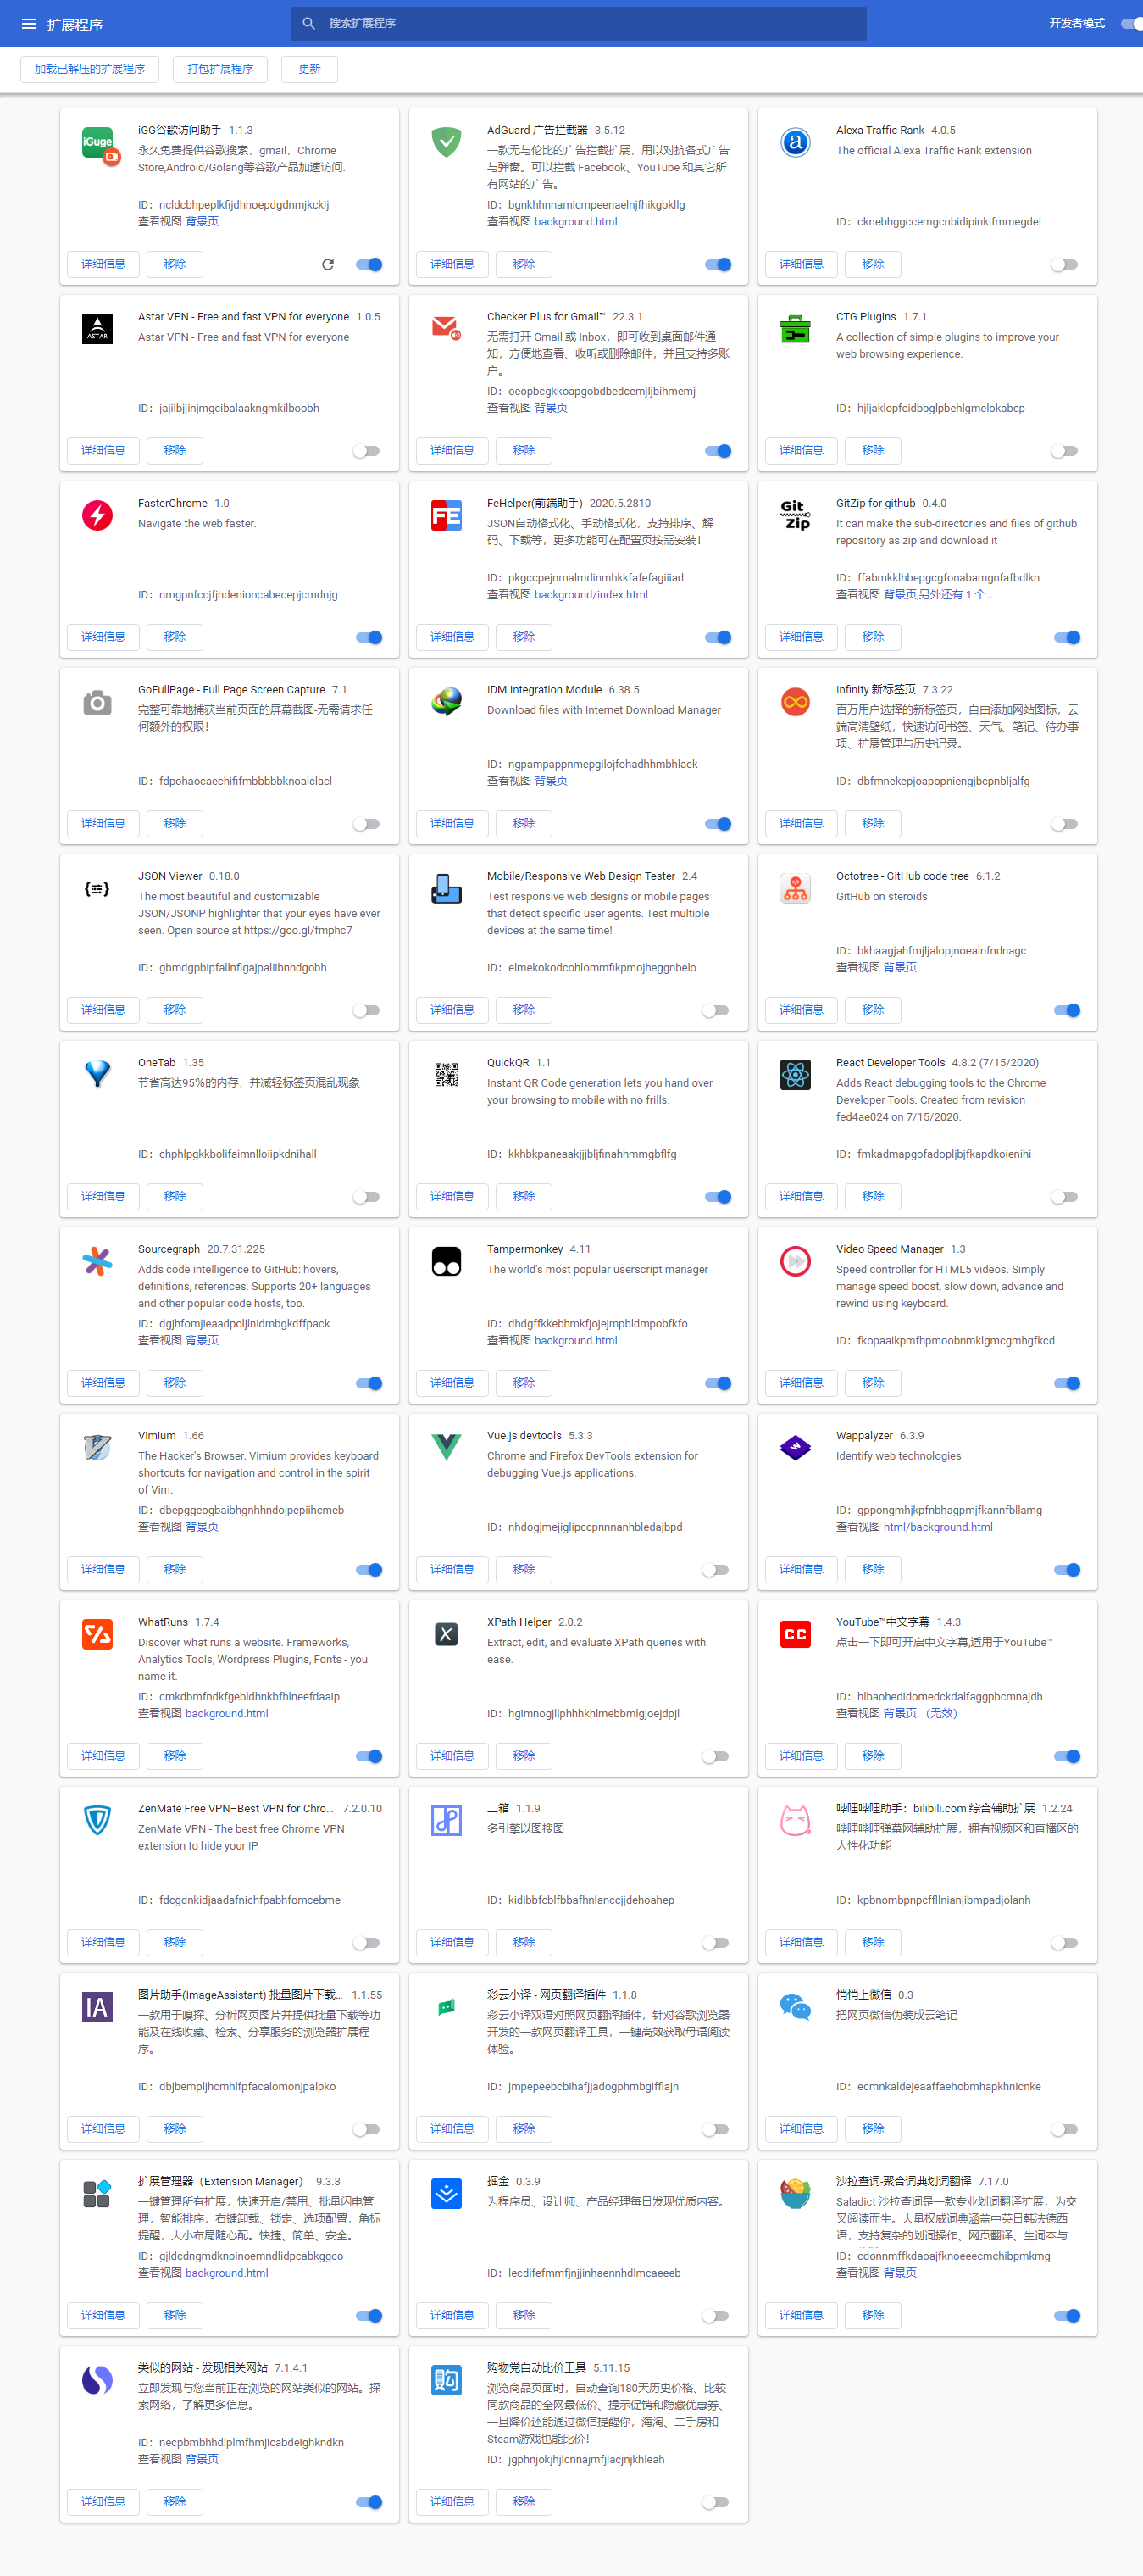 扩展程序
搜索扩展程序
开发者模式
加载已解压的扩展程序 打包扩展程序 更新
iGuge
iGG谷歌访问助手 1.1.3
永久免费提供谷歌搜索，gmail，Chrome
Store,Android/Golang等谷歌产品加速访问.
ID：ncldcbhpeplkfijdhnoepdgdnmjkckij
查看视图 背景页
详细信息 移除
AdGuard 广告拦截器 3.5.12
一款无与伦比的广告拦截扩展，用以对抗各式广告
与弹窗。可以拦截 Facebook、YouTube 和其它所
有网站的广告。
ID：bgnkhhnnamicmpeenaelnjfhikgbkllg
查看视图 background.html
详细信息 移除
a
Alexa Traffic Rank 4.0.5
The official Alexa Traffic Rank extension
ID：cknebhggccemgcnbidipinkifmmegdel
详细信息 移除
ASTAR
Astar VPN - Free and fast VPN for everyone 1.0.5
Astar VPN - Free and fast VPN for everyone
ID：jajilbjjinjmgcibalaakngmkilboobh
详细信息 移除
Checker Plus for Gmail™ 22.3.1
无需打开 Gmail 或 Inbox，即可收到桌面邮件通
知，方便地查看、收听或删除邮件，并且支持多账
户。
ID：oeopbcgkkoapgobdbedcemjljbihmemj
查看视图 背景页
详细信息 移除
CTG Plugins 1.7.1
A collection of simple plugins to improve your
web browsing experience.
ID：hjljaklopfcidbbglpbehlgmelokabcp
详细信息 移除
FasterChrome 1.0
Navigate the web faster.
ID：nmgpnfccjfjhdenioncabecepjcmdnjg
详细信息 移除
FE
FeHelper(前端助手) 2020.5.2810
JSON自动格式化、手动格式化，支持排序、解
码、下载等，更多功能可在配置页按需安装！
ID：pkgccpejnmalmdinmhkkfafefagiiiad
查看视图 background/index.html
详细信息 移除
Git
Zip
GitZip for github 0.4.0
It can make the sub-directories and files of github
repository as zip and download it
ID：ffabmkklhbepgcgfonabamgnfafbdlkn
查看视图 背景页,另外还有 1 个...
详细信息 移除
GoFullPage - Full Page Screen Capture 7.1
完整可靠地捕获当前页面的屏幕截图-无需请求任
何额外的权限！
ID：fdpohaocaechififmbbbbbknoalclacl
详细信息 移除
IDM Integration Module 6.38.5
Download files with Internet Download Manager
ID：ngpampappnmepgilojfohadhhmbhlaek
查看视图 背景页
详细信息 移除
Infinity 新标签页 7.3.22
百万用户选择的新标签页，自由添加网站图标，云
端高清壁纸，快速访问书签、天气、笔记、待办事
项、扩展管理与历史记录。
ID：dbfmnekepjoapopniengjbcpnbljalfg
详细信息 移除
JSON Viewer 0.18.0
The most beautiful and customizable
JSON/JSONP highlighter that your eyes have ever
seen. Open source at https://goo.gl/fmphc7
ID：gbmdgpbipfallnflgajpaliibnhdgobh
详细信息 移除
Mobile/Responsive Web Design Tester 2.4
Test responsive web designs or mobile pages
that detect specific user agents. Test multiple
devices at the same time!
ID：elmekokodcohlommfikpmojheggnbelo
详细信息 移除
Octotree - GitHub code tree 6.1.2
GitHub on steroids
ID：bkhaagjahfmjljalopjnoealnfndnagc
查看视图 背景页
详细信息 移除
OneTab 1.35
节省高达95%的内存，并减轻标签页混乱现象
ID：chphlpgkkbolifaimnlloiipkdnihall
详细信息 移除
QuickQR 1.1
Instant QR Code generation lets you hand over
your browsing to mobile with no frills.
ID：kkhbkpaneaakjjjbljfinahhmmgbflfg
详细信息 移除
React Developer Tools 4.8.2 (7/15/2020)
Adds React debugging tools to the Chrome
Developer Tools. Created from revision
fed4ae024 on 7/15/2020.
ID：fmkadmapgofadopljbjfkapdkoienihi
详细信息 移除
Sourcegraph 20.7.31.225
Adds code intelligence to GitHub: hovers,
definitions, references. Supports 20+ languages
and other popular code hosts, too.
ID：dgjhfomjieaadpoljlnidmbgkdffpack
查看视图 背景页
详细信息 移除
Tampermonkey 4.11
The world's most popular userscript manager
ID：dhdgffkkebhmkfjojejmpbldmpobfkfo
查看视图 background.html
详细信息 移除
Video Speed Manager 1.3
Speed controller for HTML5 videos. Simply
manage speed boost, slow down, advance and
rewind using keyboard.
ID：fkopaaikpmfhpmoobnmklgmcgmhgfkcd
详细信息 移除
Vimium 1.66
The Hacker's Browser. Vimium provides keyboard
shortcuts for navigation and control in the spirit
of Vim.
ID：dbepggeogbaibhgnhhndojpepiihcmeb
查看视图 背景页
详细信息 移除
Vue.js devtools 5.3.3
Chrome and Firefox DevTools extension for
debugging Vue.js applications.
ID：nhdogjmejiglipccpnnnanhbledajbpd
详细信息 移除
Wappalyzer 6.3.9
Identify web technologies
ID：gppongmhjkpfnbhagpmjfkannfbllamg
查看视图 html/background.html
详细信息 移除
WhatRuns 1.7.4
Discover what runs a website. Frameworks,
Analytics Tools, Wordpress Plugins, Fonts - you
name it.
ID：cmkdbmfndkfgebldhnkbfhlneefdaaip
查看视图 background.html
详细信息 移除
X
XPath Helper 2.0.2
Extract, edit, and evaluate XPath queries with
ease.
ID：hgimnogjllphhhkhlmebbmlgjoejdpjl
详细信息 移除
CC
YouTube™中文字幕 1.4.3
点击一下即可开启中文字幕,适用于YouTube™
ID：hlbaohedidomedckdalfaggpbcmnajdh
查看视图 背景页 （无效）
详细信息 移除
ZenMate Free VPN–Best VPN for Chro... 7.2.0.10
ZenMate VPN - The best free Chrome VPN
extension to hide your IP.
ID：fdcgdnkidjaadafnichfpabhfomcebme
详细信息 移除
二箱 1.1.9
多引擎以图搜图
ID：kidibbfcblfbbafhnlanccjjdehoahep
详细信息 移除
哔哩哔哩助手：bilibili.com 综合辅助扩展 1.2.24
哔哩哔哩弹幕网辅助扩展，拥有视频区和直播区的
人性化功能
ID：kpbnombpnpcffllnianjibmpadjolanh
详细信息 移除
IA
图片助手(ImageAssistant) 批量图片下载... 1.1.55
一款用于嗅探、分析网页图片并提供批量下载等功
能及在线收藏、检索、分享服务的浏览器扩展程
序。
ID：dbjbempljhcmhlfpfacalomonjpalpko
详细信息 移除
彩云小译 - 网页翻译插件 1.1.8
彩云小译双语对照网页翻译插件，针对谷歌浏览器
开发的一款网页翻译工具，一键高效获取母语阅读
体验。
ID：jmpepeebcbihafjjadogphmbgiffiajh
详细信息 移除
悄悄上微信 0.3
把网页微信伪装成云笔记
ID：ecmnkaldejeaaffaehobmhapkhnicnke
详细信息 移除
扩展管理器（Extension Manager） 9.3.8
一键管理所有扩展，快速开启/禁用、批量闪电管
理，智能排序，右键卸载、锁定、选项配置，角标
提醒，大小布局随心配。快捷、简单、安全。
ID：gjldcdngmdknpinoemndlidpcabkggco
查看视图 background.html
详细信息 移除
掘金 0.3.9
为程序员、设计师、产品经理每日发现优质内容。
ID：lecdifefmmfjnjjinhaennhdlmcaeeeb
详细信息 移除
沙拉查词-聚合词典划词翻译 7.17.0
Saladict 沙拉查词是一款专业划词翻译扩展，为交
叉阅读而生。大量权威词典涵盖中英日韩法德西
语，支持复杂的划词操作、网页翻译、生词本与
ID：cdonnmffkdaoajfknoeeecmchibpmkmg
查看视图 背景页
详细信息 移除
类似的网站 - 发现相关网站 7.1.4.1
立即发现与您当前正在浏览的网站类似的网站。探
索网络，了解更多信息。
ID：necpbmbhhdiplmfhmjicabdeighkndkn
查看视图 背景页
详细信息 移除
购
购物党自动比价工具 5.11.15
浏览商品页面时，自动查询180天历史价格、比较
同款商品的全网最低价、提示促销和隐藏优惠券、
一旦降价还能通过微信提醒你，海淘、二手房和
Steam游戏也能比价！
ID：jgphnjokjhjlcnnajmfjlacjnjkhleah
详细信息 移除